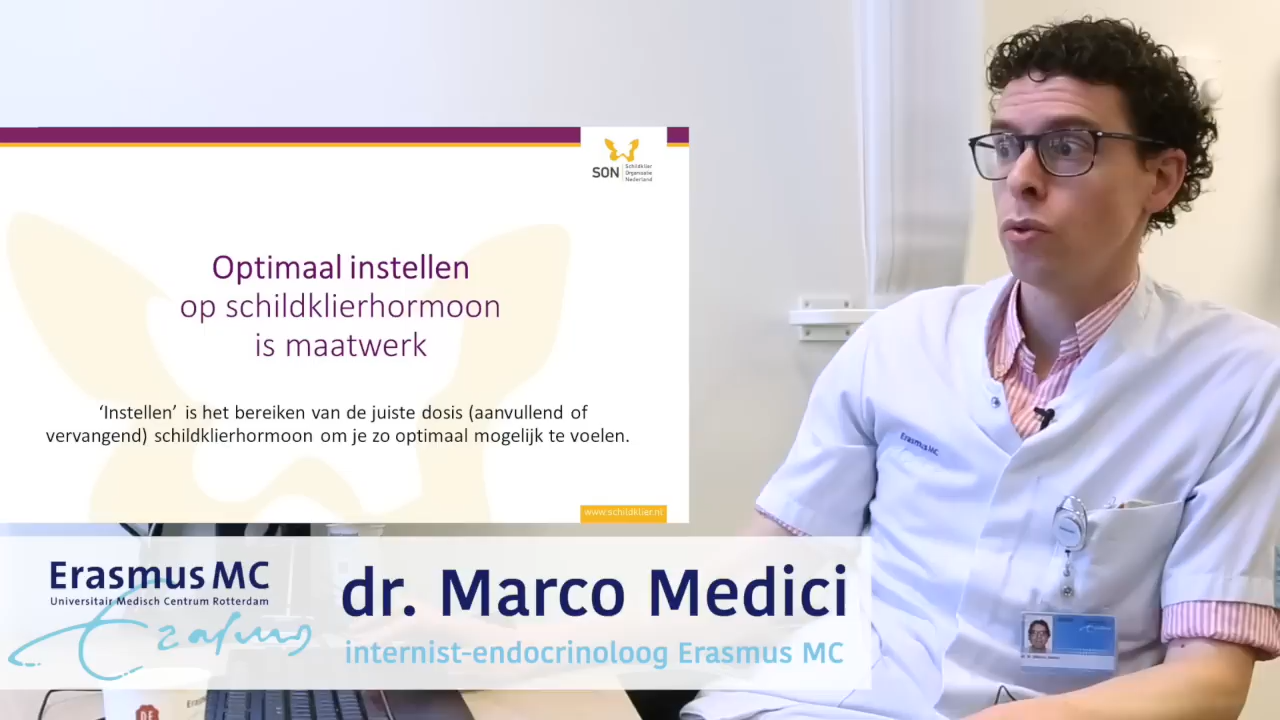 SON
Schildklier
Organisatie
Nederland
Optimaal instellen
op schildklierhormoon
is maatwerk
‘Instellen’ is het bereiken van de juiste dosis (aanvullend of
vervangend) schildklierhormoon om je zo optimaal mogelijk te voelen.
www.schildklier.nl
Erasmus MC
Erasmus MC
Universitair Medisch Centrum Rotterdam
Erasmus
dr. Marco Medici
internist-endocrinoloog Erasmus MC